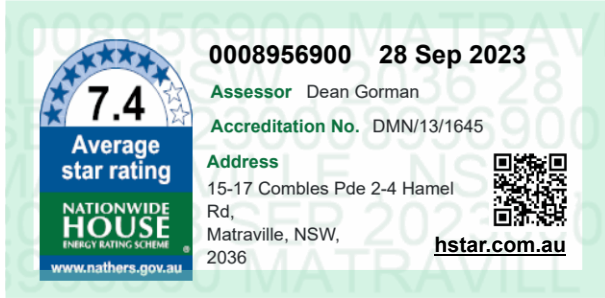 0008956900 28 Sep 2023
7.4
Average
star rating
NATIONWIDE
HOUSE
ENERGY RATING SCHEME ®
www.nathers.gov.au
Assessor Dean Gorman
Accreditation No. DMN/13/1645
Address
15-17 Combles Pde 2-4 Hamel
Rd,
Matraville, NSW,
2036
hstar.com.au